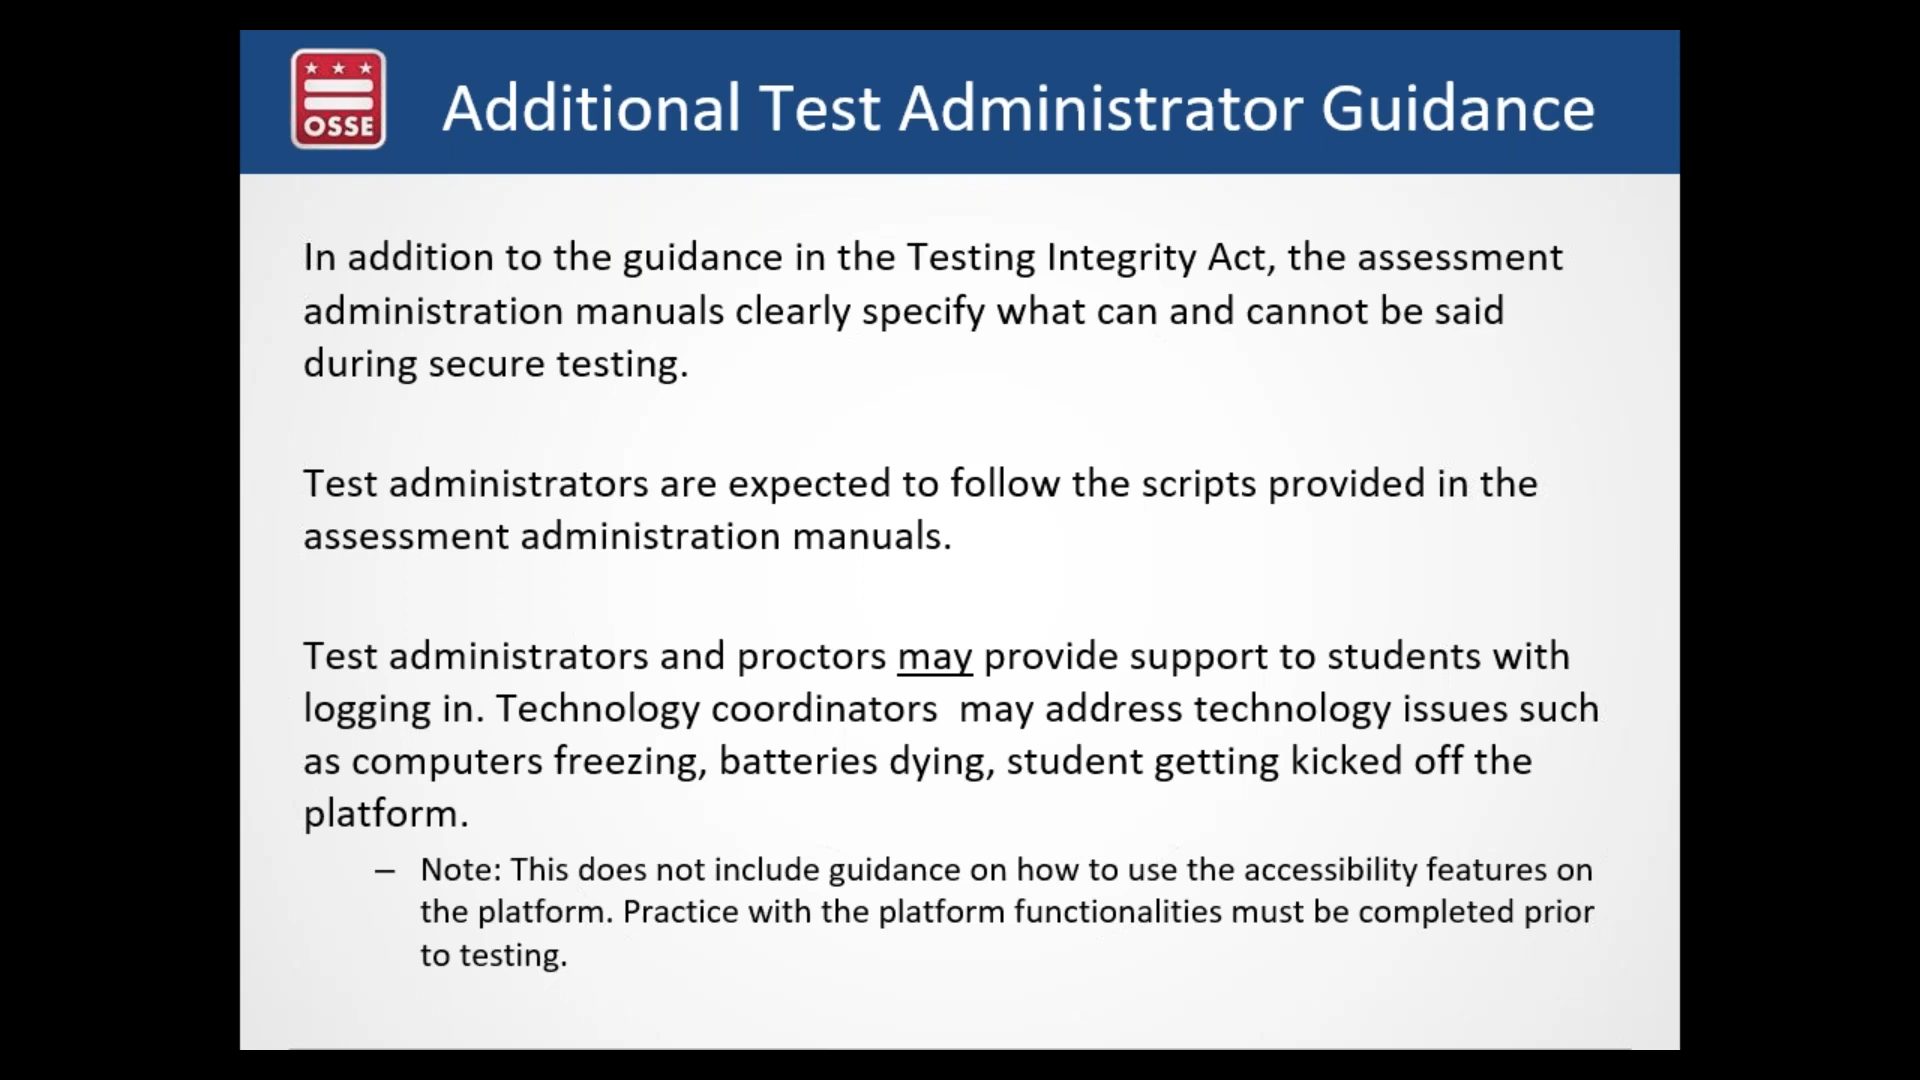 OSSE
Additional Test Administrator Guidance
In addition to the guidance in the Testing Integrity Act, the assessment
administration manuals clearly specify what can and cannot be said
during secure testing.
Test administrators are expected to follow the scripts provided in the
assessment administration manuals.
Test administrators and proctors may provide support to students with
logging in. Technology coordinators  may address technology issues such
as computers freezing, batteries dying, student getting kicked off the
platform.
– Note: This does not include guidance on how to use the accessibility features on
the platform. Practice with the platform functionalities must be completed prior
to testing.